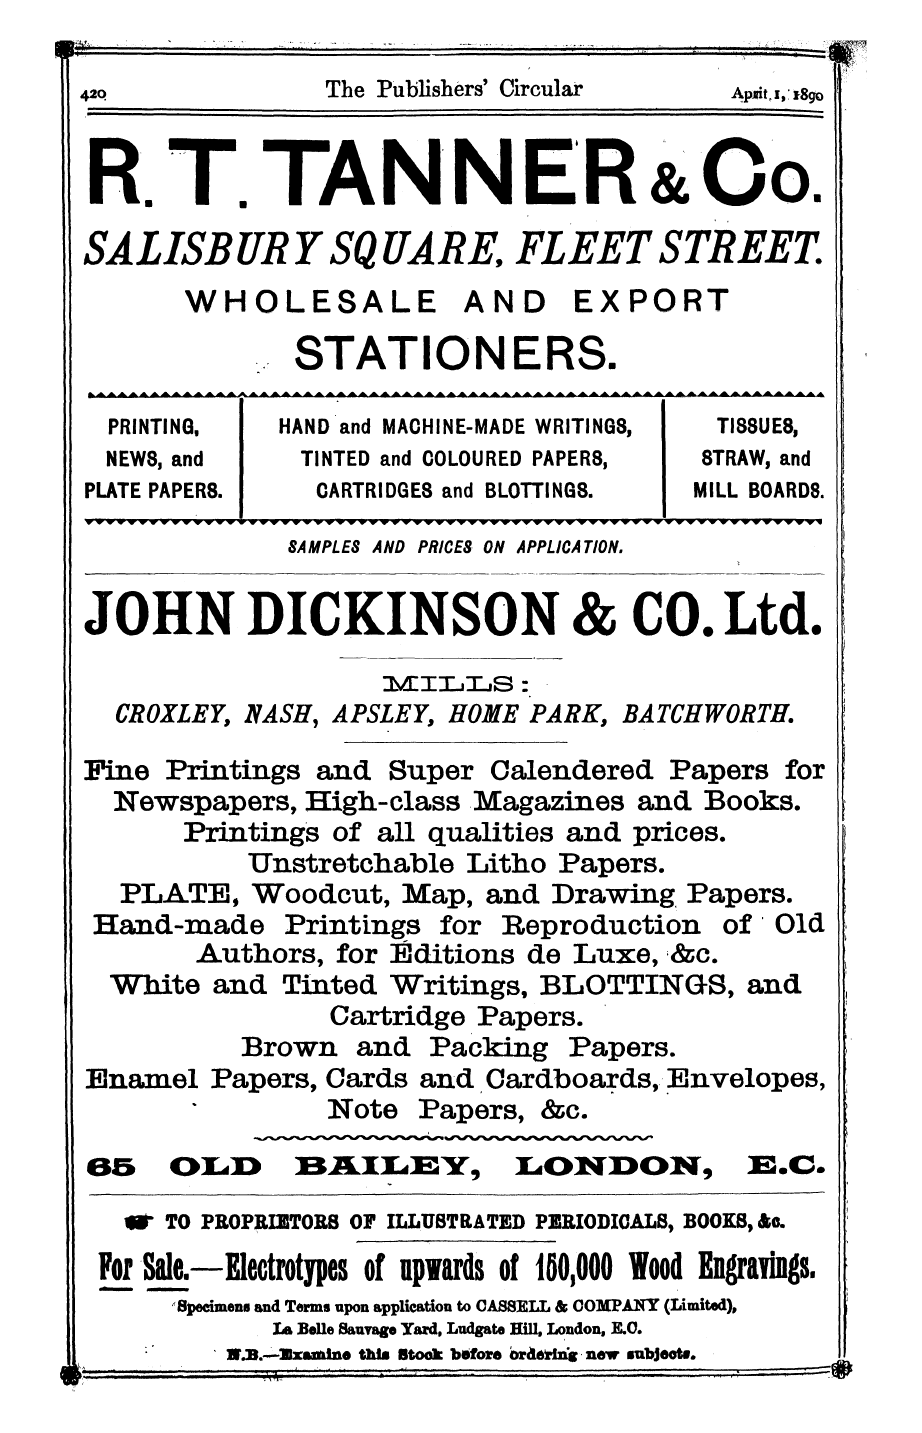 420 The Publishers' Circular April 1, 1890
R. T. TANNER & Co.
SALISBURY SQUARE, FLEET STREET.
WHOLESALE AND EXPORT
STATIONERS.
PRINTING,
NEWS, and
PLATE PAPERS.
HAND and MACHINE-MADE WRITINGS,
TINTED and COLOURED PAPERS,
CARTRIDGES and BLOTTINGS.
TISSUES,
STRAW, and
MILL BOARDS.
SAMPLES AND PRICES ON APPLICATION.
JOHN DICKINSON & CO. Ltd.
MILLS:
CROXLEY, NASH, APSLEY, HOME PARK, BATCHWORTH.
Fine Printings and Super Calendered Papers for
Newspapers, High-class Magazines and Books.
Printings of all qualities and prices.
Unstretchable Litho Papers.
PLATE, Woodcut, Map, and Drawing Papers.
Hand-made Printings for Reproduction of Old
Authors, for Editions de Luxe, &c.
White and Tinted Writings, BLOTTINGS, and
Cartridge Papers.
Brown and Packing Papers.
Enamel Papers, Cards and Cardboards, Envelopes,
Note Papers, &c.
65 OLD BAILEY, LONDON, E.C.
☛ TO PROPRIETORS OF ILLUSTRATED PERIODICALS, BOOKS, &c.
For Sale.—Electrotypes of upwards of 150,000 Wood Engravings.
Specimens and Terms upon application to CASSELL & COMPANY (Limited),
La Belle Sauvage Yard, Ludgate Hill, London, E.C.
N.B.—Examine this Stock before ordering new subjects.